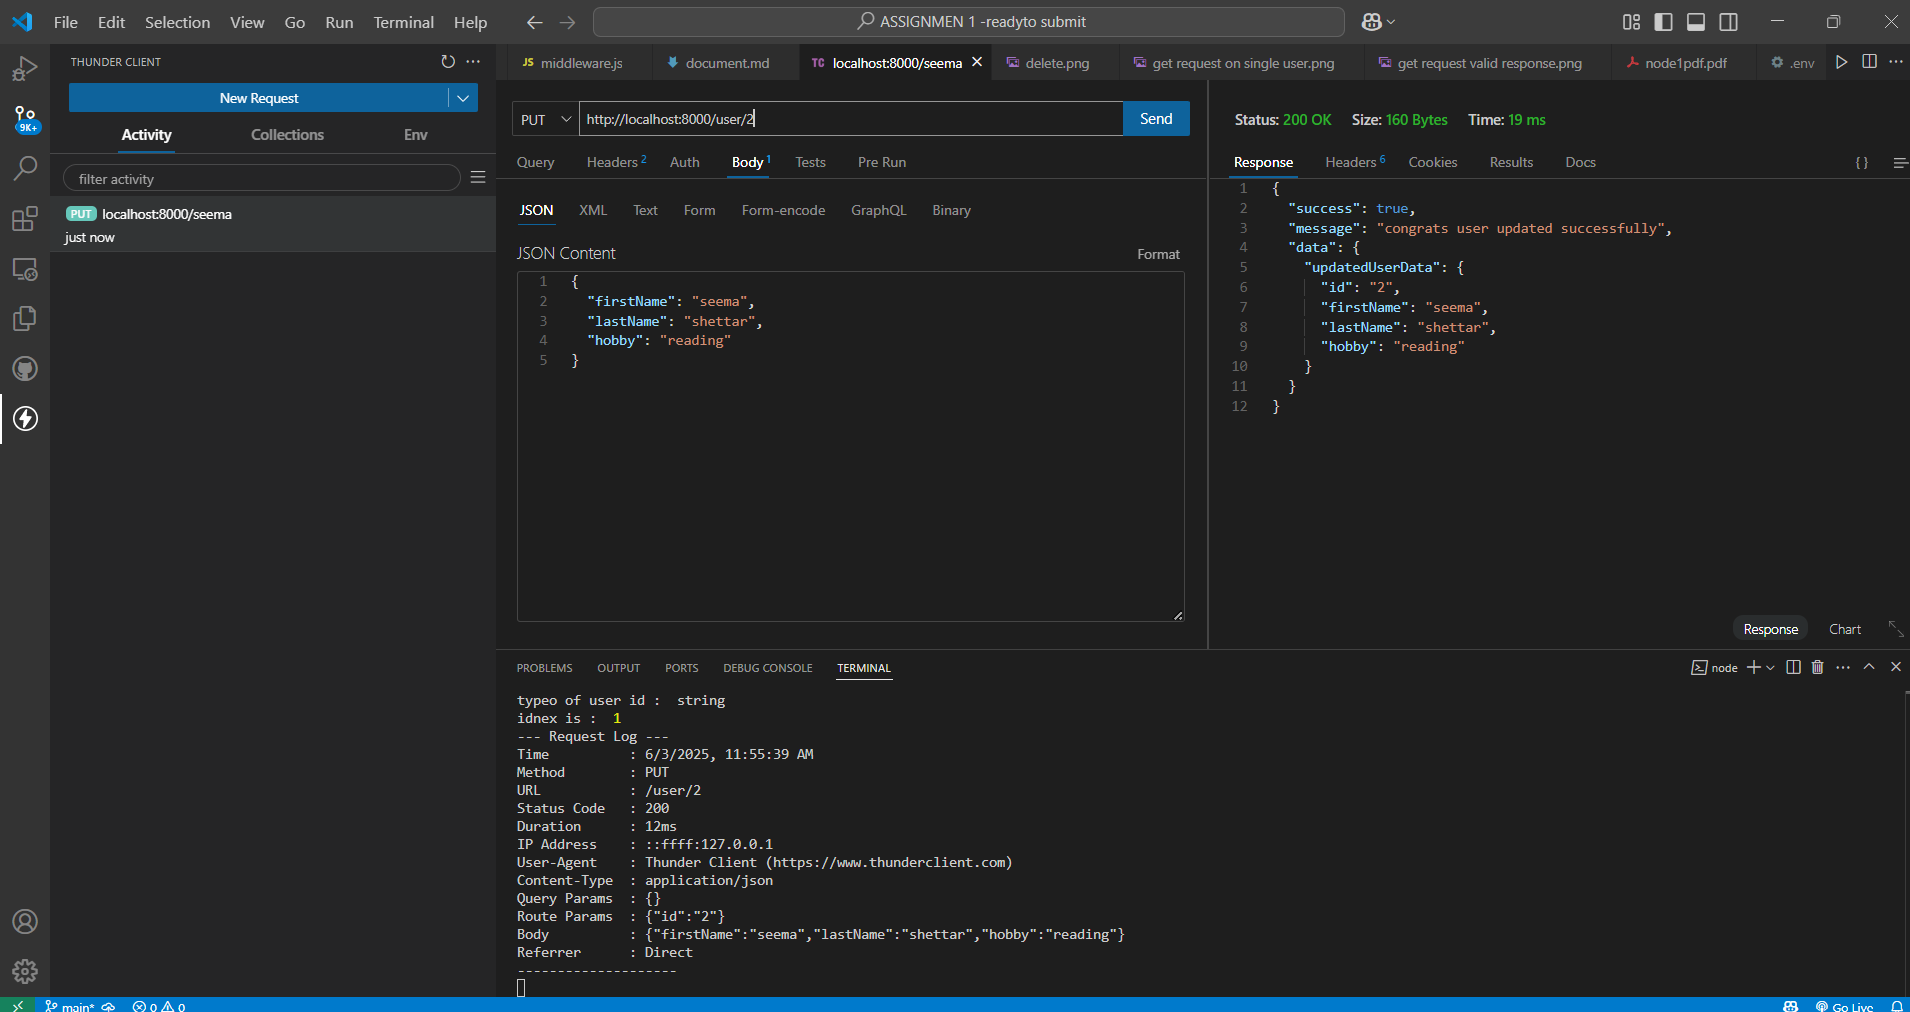 File Edit Selection View Go Run Terminal Help ASSIGNMEN 1 -readyto submit
THUNDER CLIENT
New Request
Activity Collections Env
filter activity
PUT localhost:8000/seema
just now
9K+
JS middleware.js document.md TC localhost:8000/seema delete.png get request on single user.png get request valid response.png node1pdf.pdf .env
PUT http://localhost:8000/user/2 Send
Query Headers 2 Auth Body 1 Tests Pre Run
JSON XML Text Form Form-encode GraphQL Binary
JSON Content Format
1 {
2 "firstName": "seema",
3 "lastName": "shettar",
4 "hobby": "reading"
5 }
Status: 200 OK Size: 160 Bytes Time: 19 ms
Response Headers 6 Cookies Results Docs { }
1 {
2 "success": true,
3 "message": "congrats user updated successfully",
4 "data": {
5 "updatedUserData": {
6 "id": "2",
7 "firstName": "seema",
8 "lastName": "shettar",
9 "hobby": "reading"
10 }
11 }
12 }
Response Chart
PROBLEMS OUTPUT PORTS DEBUG CONSOLE TERMINAL node
typeo of user id : string
idnex is : 1
--- Request Log ---
Time : 6/3/2025, 11:55:39 AM
Method : PUT
URL : /user/2
Status Code : 200
Duration : 12ms
IP Address : ::ffff:127.0.0.1
User-Agent : Thunder Client (https://www.thunderclient.com)
Content-Type : application/json
Query Params : {}
Route Params : {"id":"2"}
Body : {"firstName":"seema","lastName":"shettar","hobby":"reading"}
Referrer : Direct
--------------------
main* 0 0 Go Live